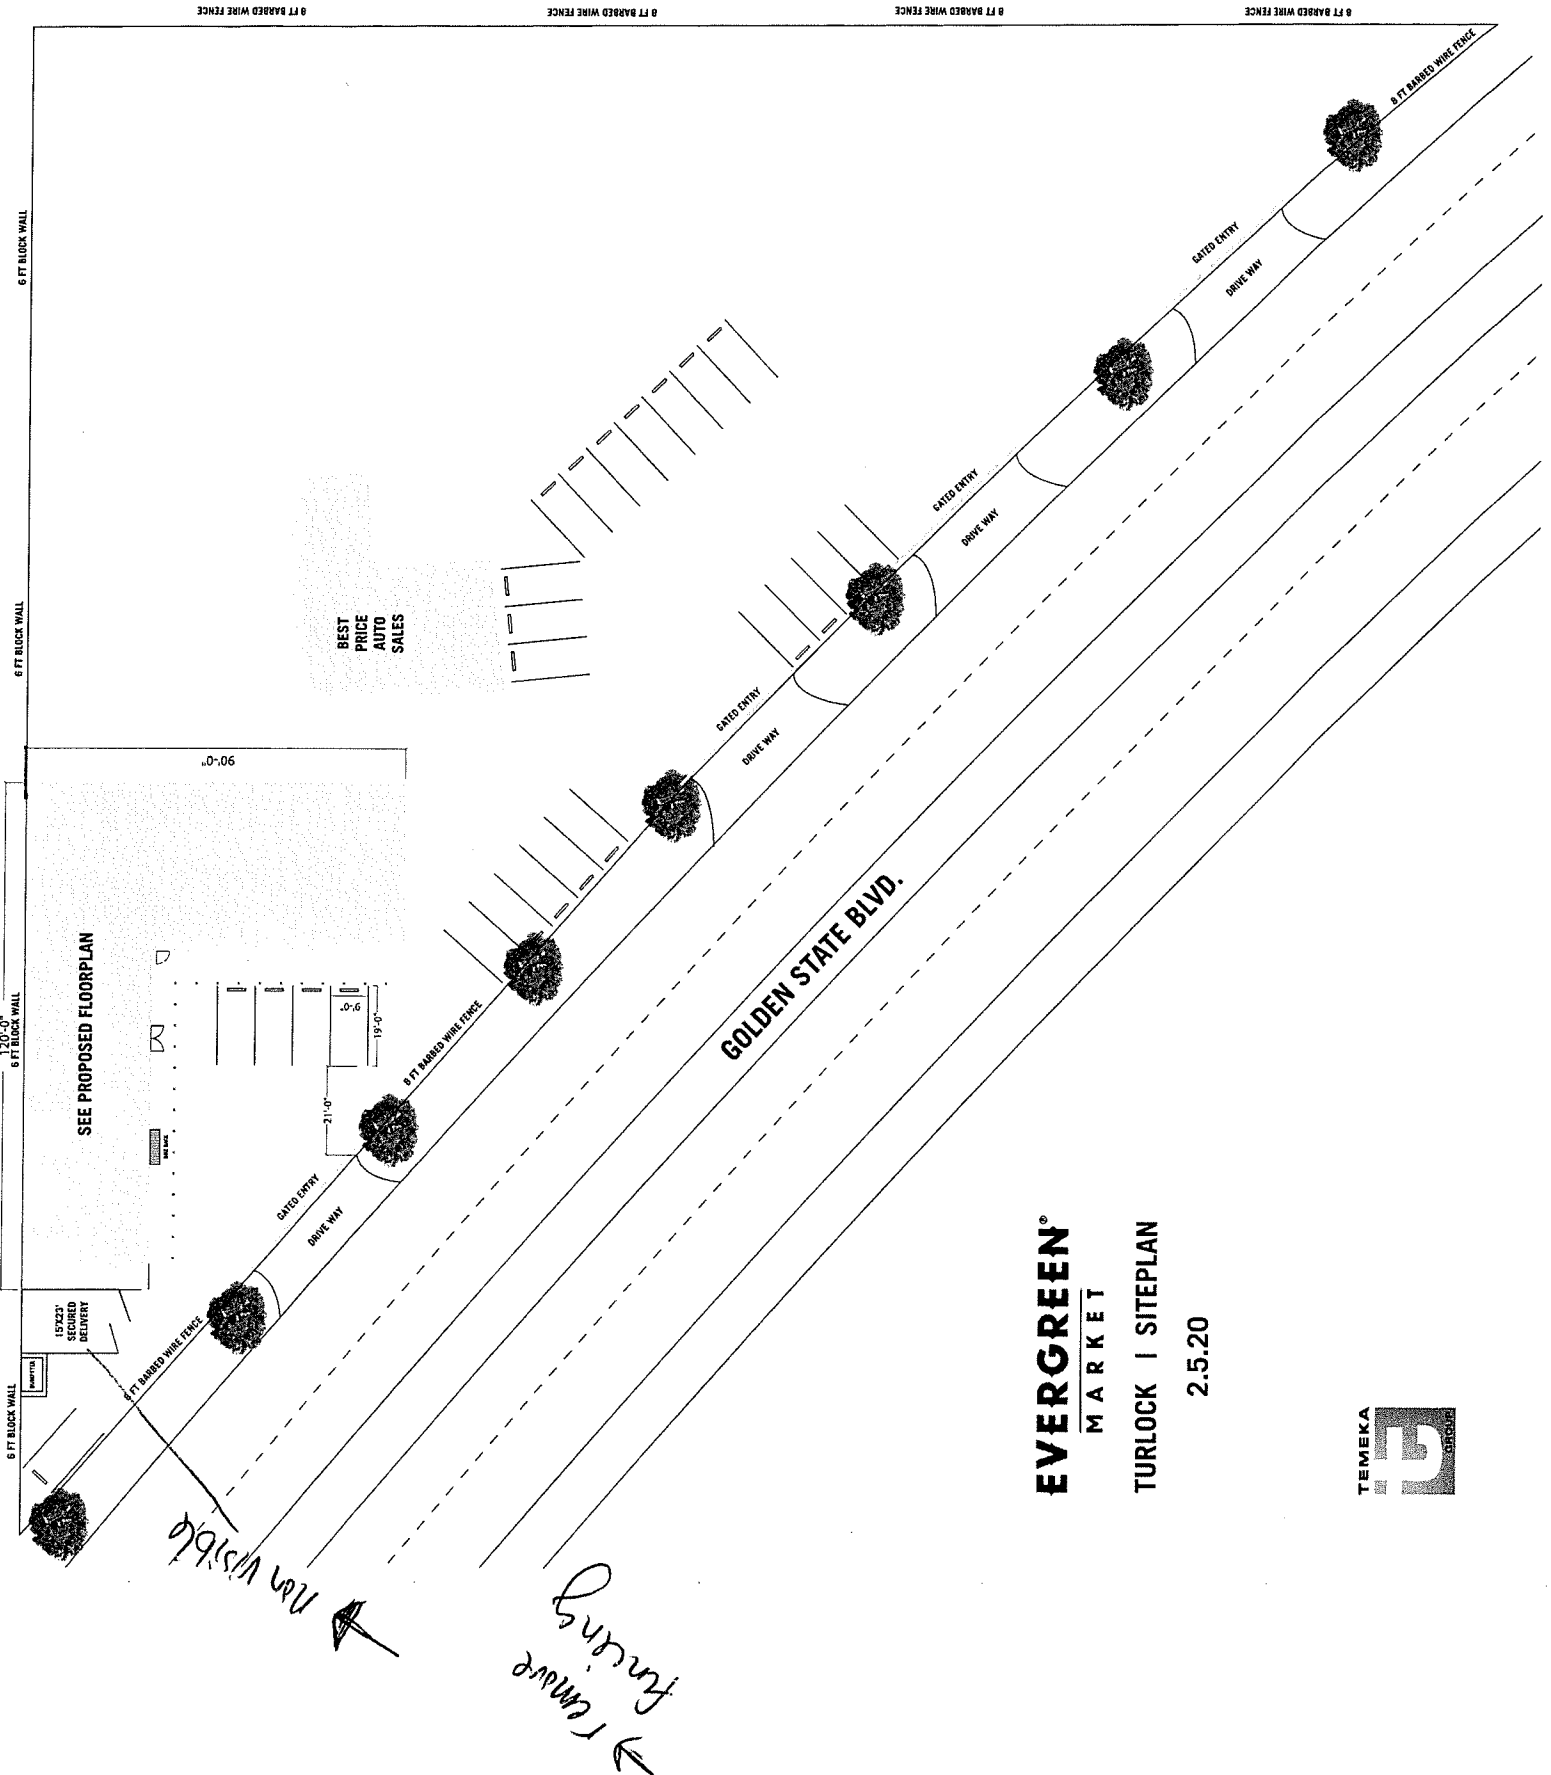 8 FT BARBED WIRE FENCE
8 FT BARBED WIRE FENCE
8 FT BARBED WIRE FENCE
8 FT BARBED WIRE FENCE
8 FT BARBED WIRE FENCE
6 FT BLOCK WALL
6 FT BLOCK WALL
6 FT BLOCK WALL
6 FT BLOCK WALL
120'-0"
90'-0"
SEE PROPOSED FLOORPLAN
BEST
PRICE
AUTO
SALES
GATED ENTRY
DRIVE WAY
GATED ENTRY
DRIVE WAY
GATED ENTRY
DRIVE WAY
GATED ENTRY
DRIVE WAY
8 FT BARBED WIRE FENCE
8 FT BARBED WIRE FENCE
9'-0"
19'-0"
21'-0"
BIKE RACK
15'X23'
SECURED
DELIVERY
DUMPSTER
GOLDEN STATE BLVD.
non visible
remove
fencing
EVERGREEN®
MARKET
TURLOCK | SITEPLAN
2.5.20
TEMEKA
GROUP